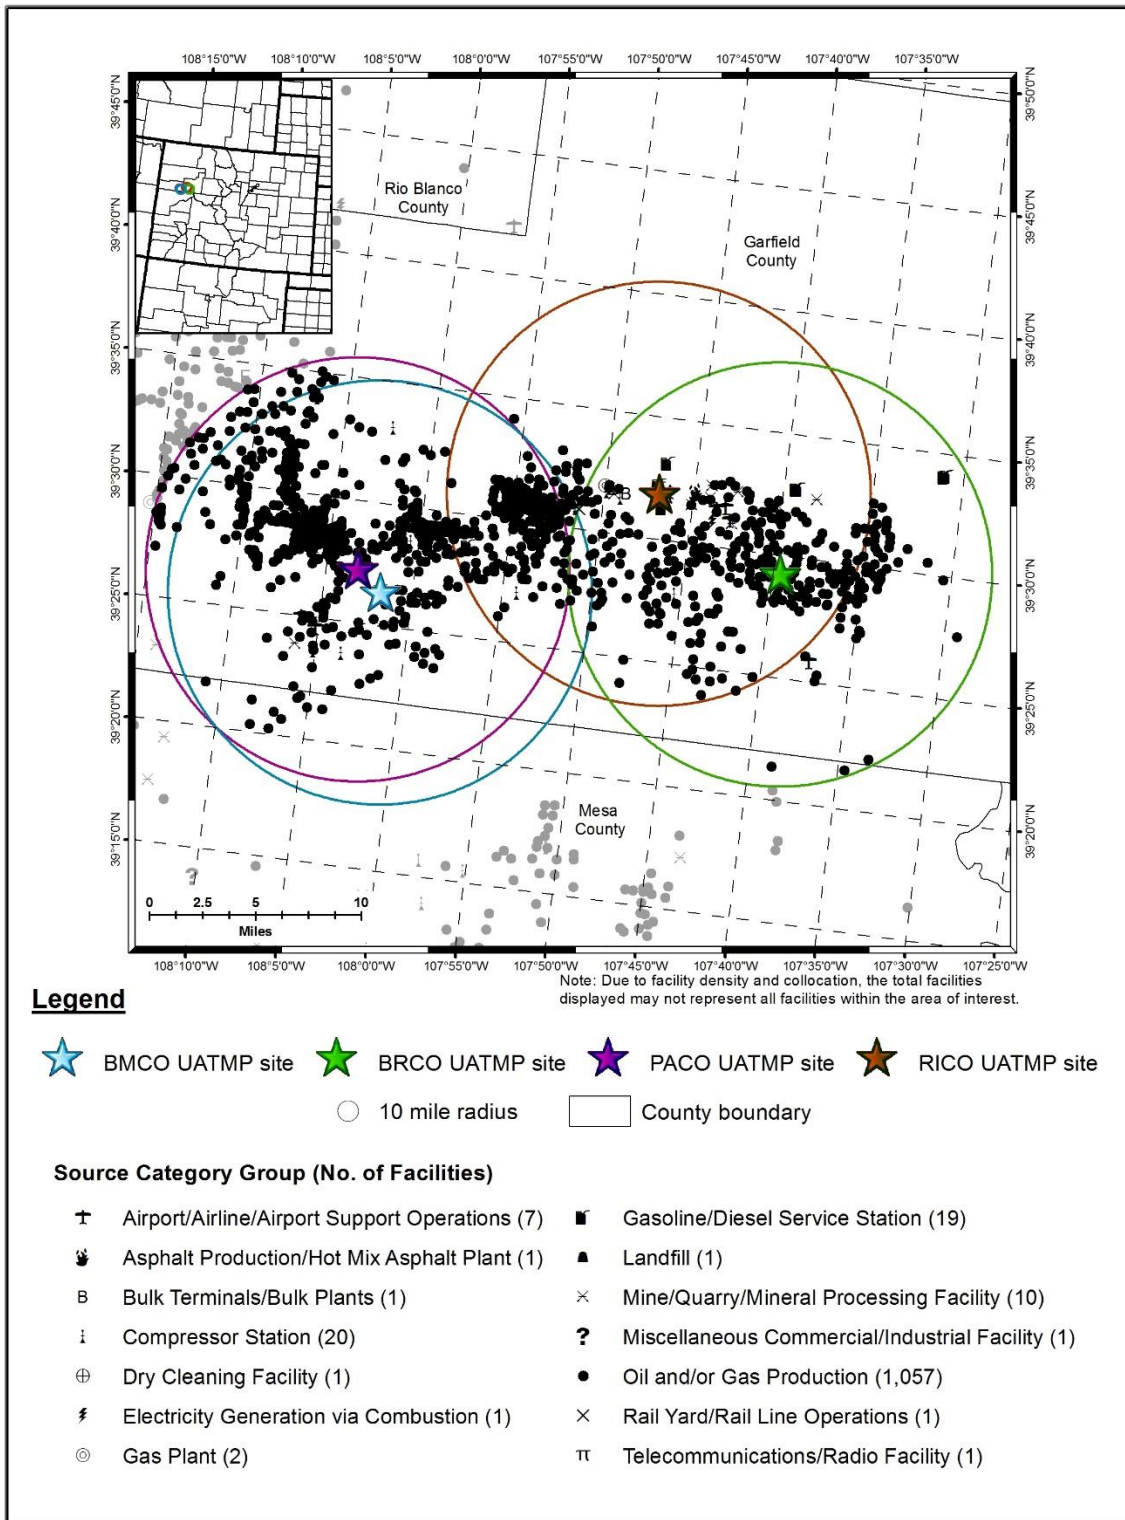 108°15'0"W 108°10'0"W 108°5'0"W 108°0'0"W 107°55'0"W 107°50'0"W 107°45'0"W 107°40'0"W 107°35'0"W
39°45'0"N
39°40'0"N
39°35'0"N
39°30'0"N
39°25'0"N
39°20'0"N
39°15'0"N
39°50'0"N
39°45'0"N
39°40'0"N
39°35'0"N
39°30'0"N
39°25'0"N
39°20'0"N
Rio Blanco
County
Garfield
County
B
Mesa
County
?
0 2.5 5 10
Miles
108°10'0"W 108°5'0"W 108°0'0"W 107°55'0"W 107°50'0"W 107°45'0"W 107°40'0"W 107°35'0"W 107°30'0"W 107°25'0"W
Note: Due to facility density and collocation, the total facilities
displayed may not represent all facilities within the area of interest.
Legend
BMCO UATMP site BRCO UATMP site PACO UATMP site RICO UATMP site
10 mile radius County boundary
Source Category Group (No. of Facilities)
Airport/Airline/Airport Support Operations (7)
Asphalt Production/Hot Mix Asphalt Plant (1)
B Bulk Terminals/Bulk Plants (1)
Compressor Station (20)
Dry Cleaning Facility (1)
Electricity Generation via Combustion (1)
Gas Plant (2)
Gasoline/Diesel Service Station (19)
Landfill (1)
Mine/Quarry/Mineral Processing Facility (10)
? Miscellaneous Commercial/Industrial Facility (1)
Oil and/or Gas Production (1,057)
Rail Yard/Rail Line Operations (1)
π Telecommunications/Radio Facility (1)